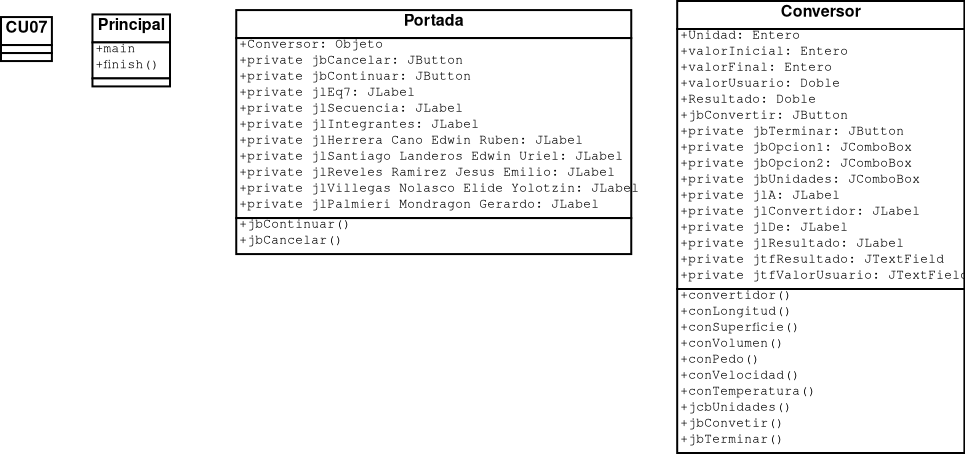 CU07
Principal
+main
+finish()
Portada
+Conversor: Objeto
+private jbCancelar: JButton
+private jbContinuar: JButton
+private jlEq7: JLabel
+private jlSecuencia: JLabel
+private jlIntegrantes: JLabel
+private jlHerrera Cano Edwin Ruben: JLabel
+private jlSantiago Landeros Edwin Uriel: JLabel
+private jlReveles Ramirez Jesus Emilio: JLabel
+private jlVillegas Nolasco Elide Yolotzin: JLabel
+private jlPalmieri Mondragon Gerardo: JLabel
+jbContinuar()
+jbCancelar()
Conversor
+Unidad: Entero
+valorInicial: Entero
+valorFinal: Entero
+valorUsuario: Doble
+Resultado: Doble
+jbConvertir: JButton
+private jbTerminar: JButton
+private jbOpcion1: JComboBox
+private jbOpcion2: JComboBox
+private jbUnidades: JComboBox
+private jlA: JLabel
+private jlConvertidor: JLabel
+private jlDe: JLabel
+private jlResultado: JLabel
+private jtfResultado: JTextField
+private jtfValorUsuario: JTextField
+convertidor()
+conLongitud()
+conSuperficie()
+conVolumen()
+conPedo()
+conVelocidad()
+conTemperatura()
+jcbUnidades()
+jbConvetir()
+jbTerminar()